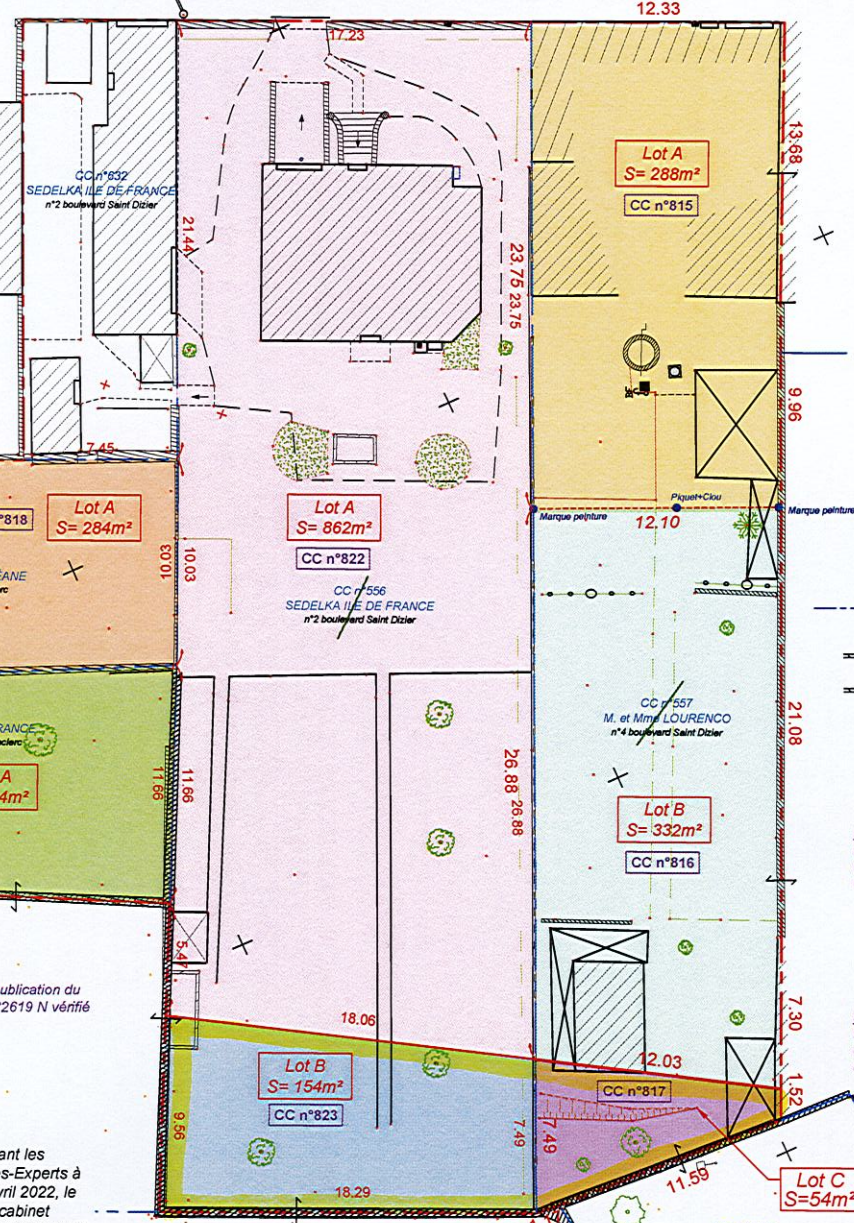 12.33
17.23
13.68
Lot A
S= 288m²
CC n°815
CC n°632
SEDELKA ILE DE FRANCE
n°2 boulevard Saint Dizier
21.44
23.75
23.75
9.96
7.45
n°818
Lot A
S= 284m²
Lot A
S= 862m²
CC n°822
Marque peinture
Piquet+Clou
12.10
Marque peinture
10.03
10.03
CC n°556
SEDELKA ILE DE FRANCE
n°2 boulevard Saint Dizier
CC n°557
M. et Mme LOURENCO
n°4 boulevard Saint Dizier
21.08
A
4m²
11.66
11.66
26.88
26.88
Lot B
S= 332m²
CC n°816
5.47
ublication du
2619 N vérifié
18.06
7.30
12.03
1.52
Lot B
S= 154m²
CC n°823
CC n°817
9.56
7.49
7.49
ant les
s-Experts à
vril 2022, le
cabinet
18.29
11.59
Lot C
S=54m²